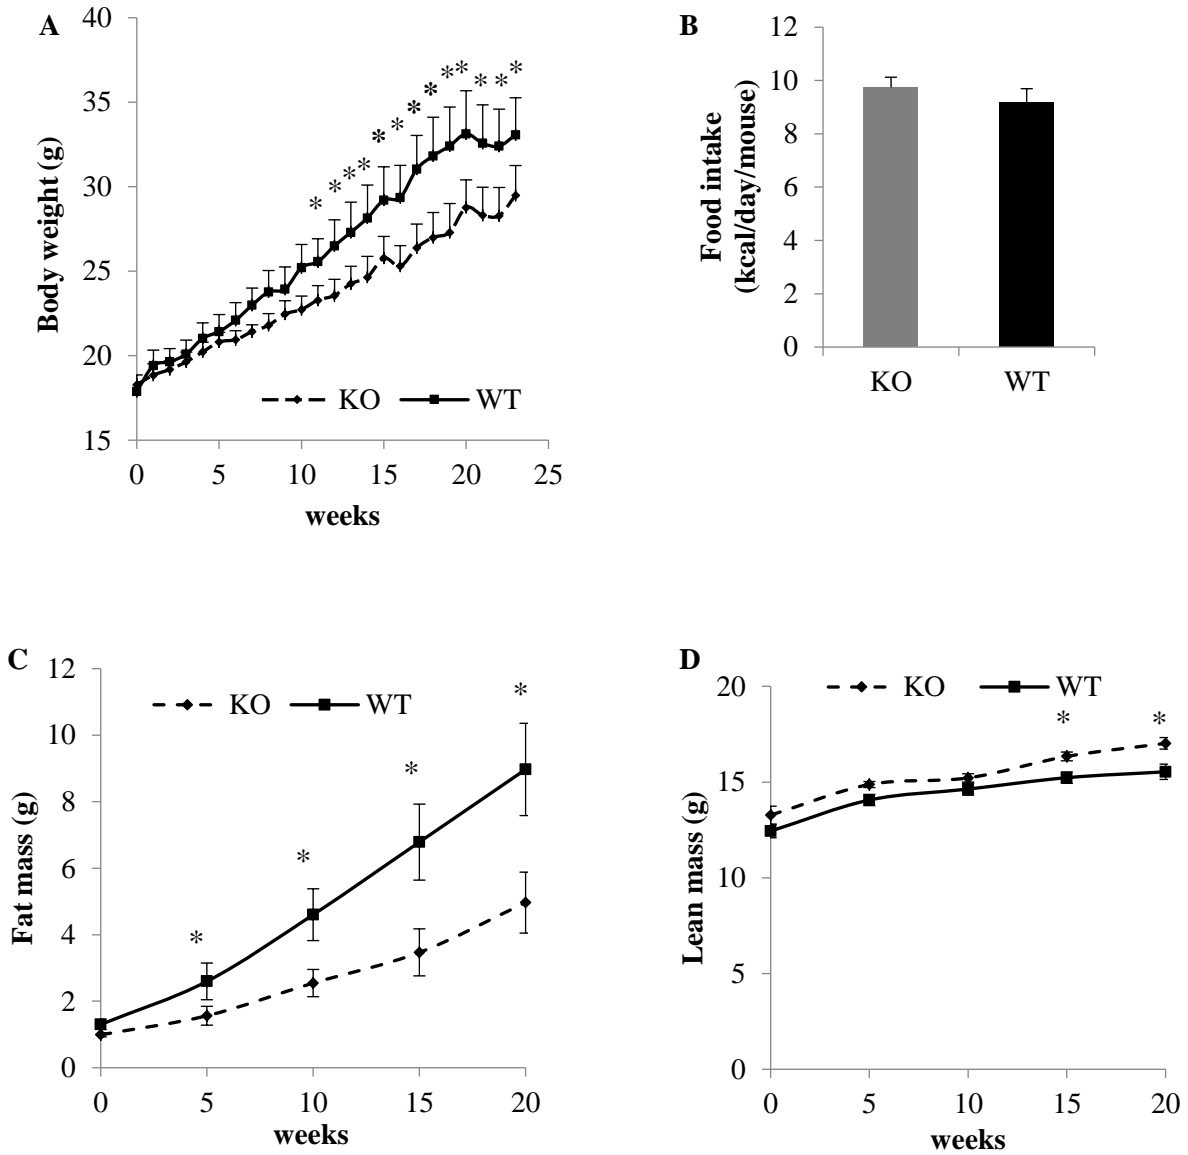 A
Body weight (g)
40
35
30
25
20
15
* * * * * * * * * * * * *
KO WT
0 5 10 15 20 25
weeks
B
Food intake
(kcal/day/mouse)
12
10
8
6
4
2
0
KO WT
C
Fat mass (g)
12
10
8
6
4
2
0
KO WT
* * * *
0 5 10 15 20
weeks
D
Lean mass (g)
20
15
10
5
0
KO WT
* *
0 5 10 15 20
weeks